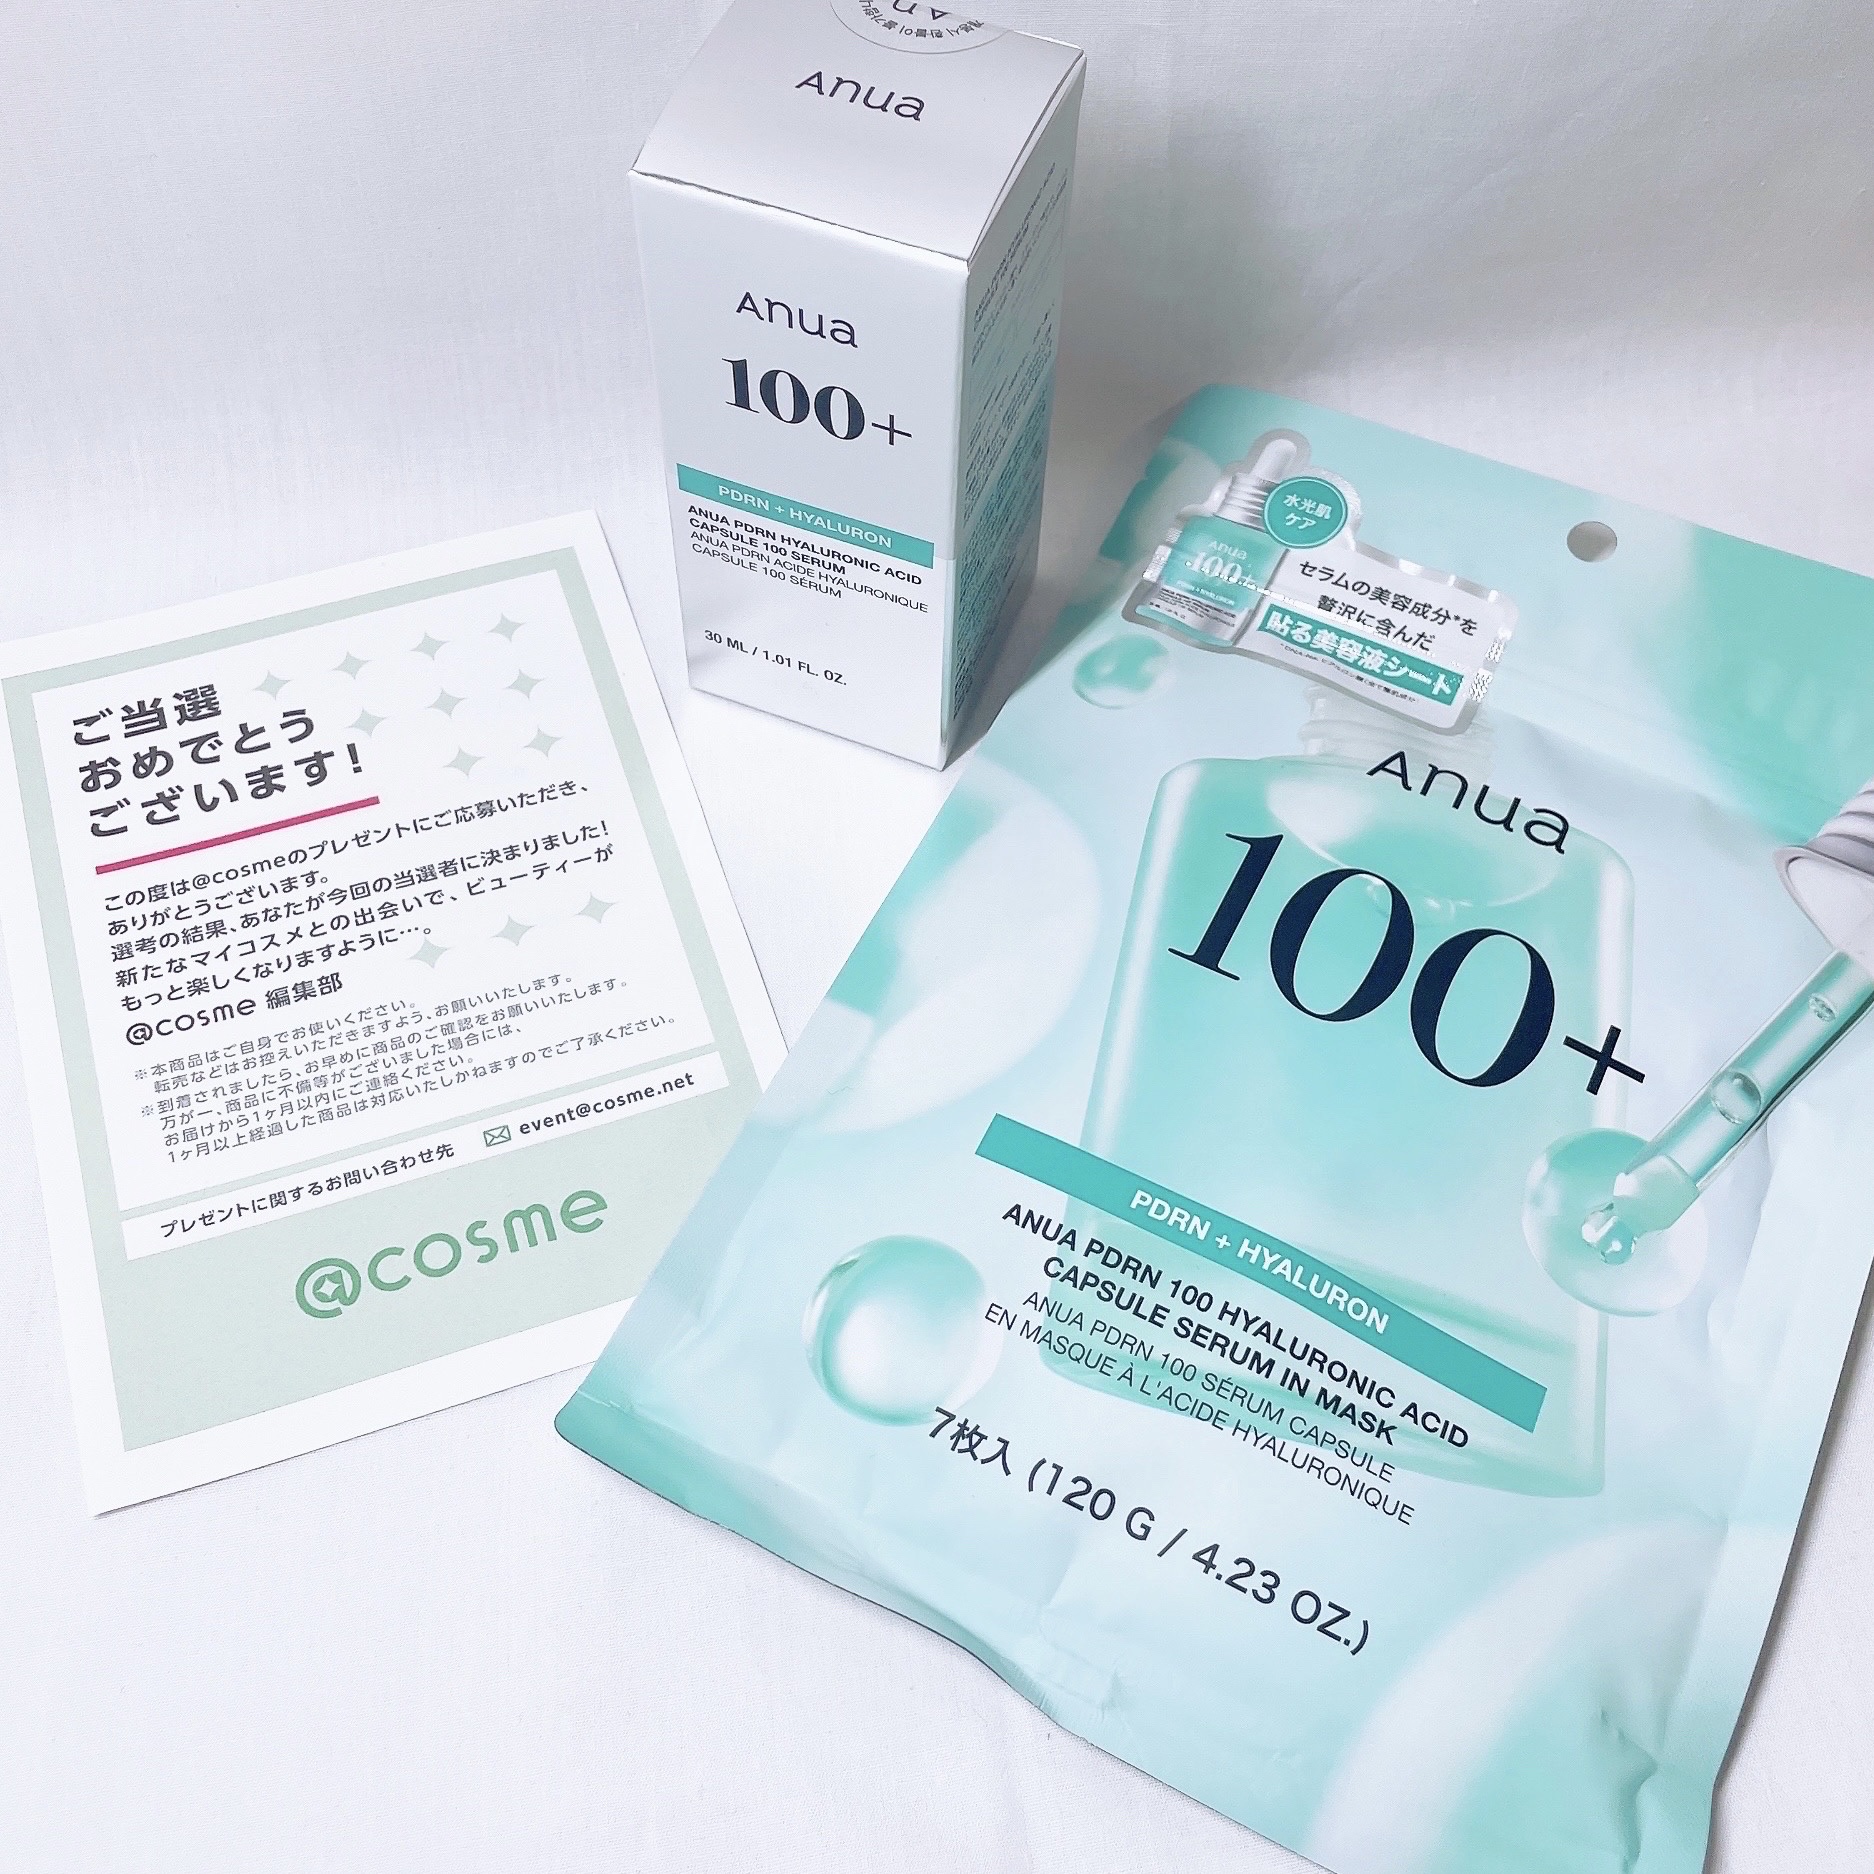 Anua
Anua
100+
PDRN + HYALURON
ANUA PDRN HYALURONIC ACID
CAPSULE 100 SERUM
ANUA PDRN ACIDE HYALURONIQUE
CAPSULE 100 SÉRUM
30 ML / 1.01 FL. OZ.
ご当選
おめでとう
ございます!
この度は@cosmeのプレゼントにご応募いただき、
ありがとうございます。
選考の結果、あなたが今回の当選者に決まりました!
新たなマイコスメとの出会いで、ビューティーが
もっと楽しくなりますように…。
@cosme 編集部
※本商品はご自身でお使いください。
転売などはお控えいただきますよう、お願いいたします。
※到着されましたら、お早めに商品のご確認をお願いいたします。
万が一、商品に不備等がございました場合には、
お届けから1ヶ月以内にご連絡ください。
1ヶ月以上経過した商品は対応いたしかねますのでご了承ください。
プレゼントに関するお問い合わせ先 event@cosme.net
@cosme
水光肌
ケア
Anua
100+
PDRN + HYALURON
セラムの美容成分*を
贅沢に含んだ
貼る美容液シート
Anua
100+
PDRN + HYALURON
ANUA PDRN 100 HYALURONIC ACID
CAPSULE SERUM IN MASK
ANUA PDRN 100 SÉRUM CAPSULE
EN MASQUE À L'ACIDE HYALURONIQUE
7枚入 (120 G / 4.23 OZ.)